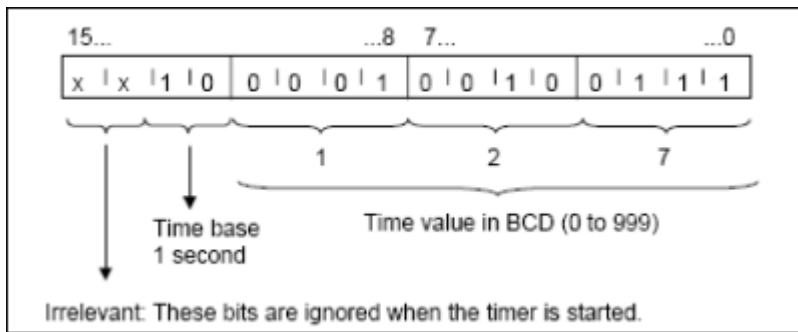 15... ...8 7... ...0
x x 1 0 0 0 0 1 0 0 1 0 0 1 1 1
1 2 7
Time base
1 second
Time value in BCD (0 to 999)
Irrelevant: These bits are ignored when the timer is started.